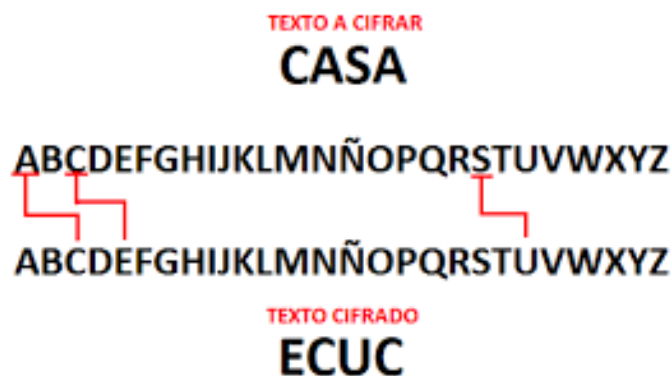 TEXTO A CIFRAR
CASA
ABCDEFGHIJKLMNÑOPQRSTUVWXYZ
ABCDEFGHIJKLMNÑOPQRSTUVWXYZ
TEXTO CIFRADO
ECUC